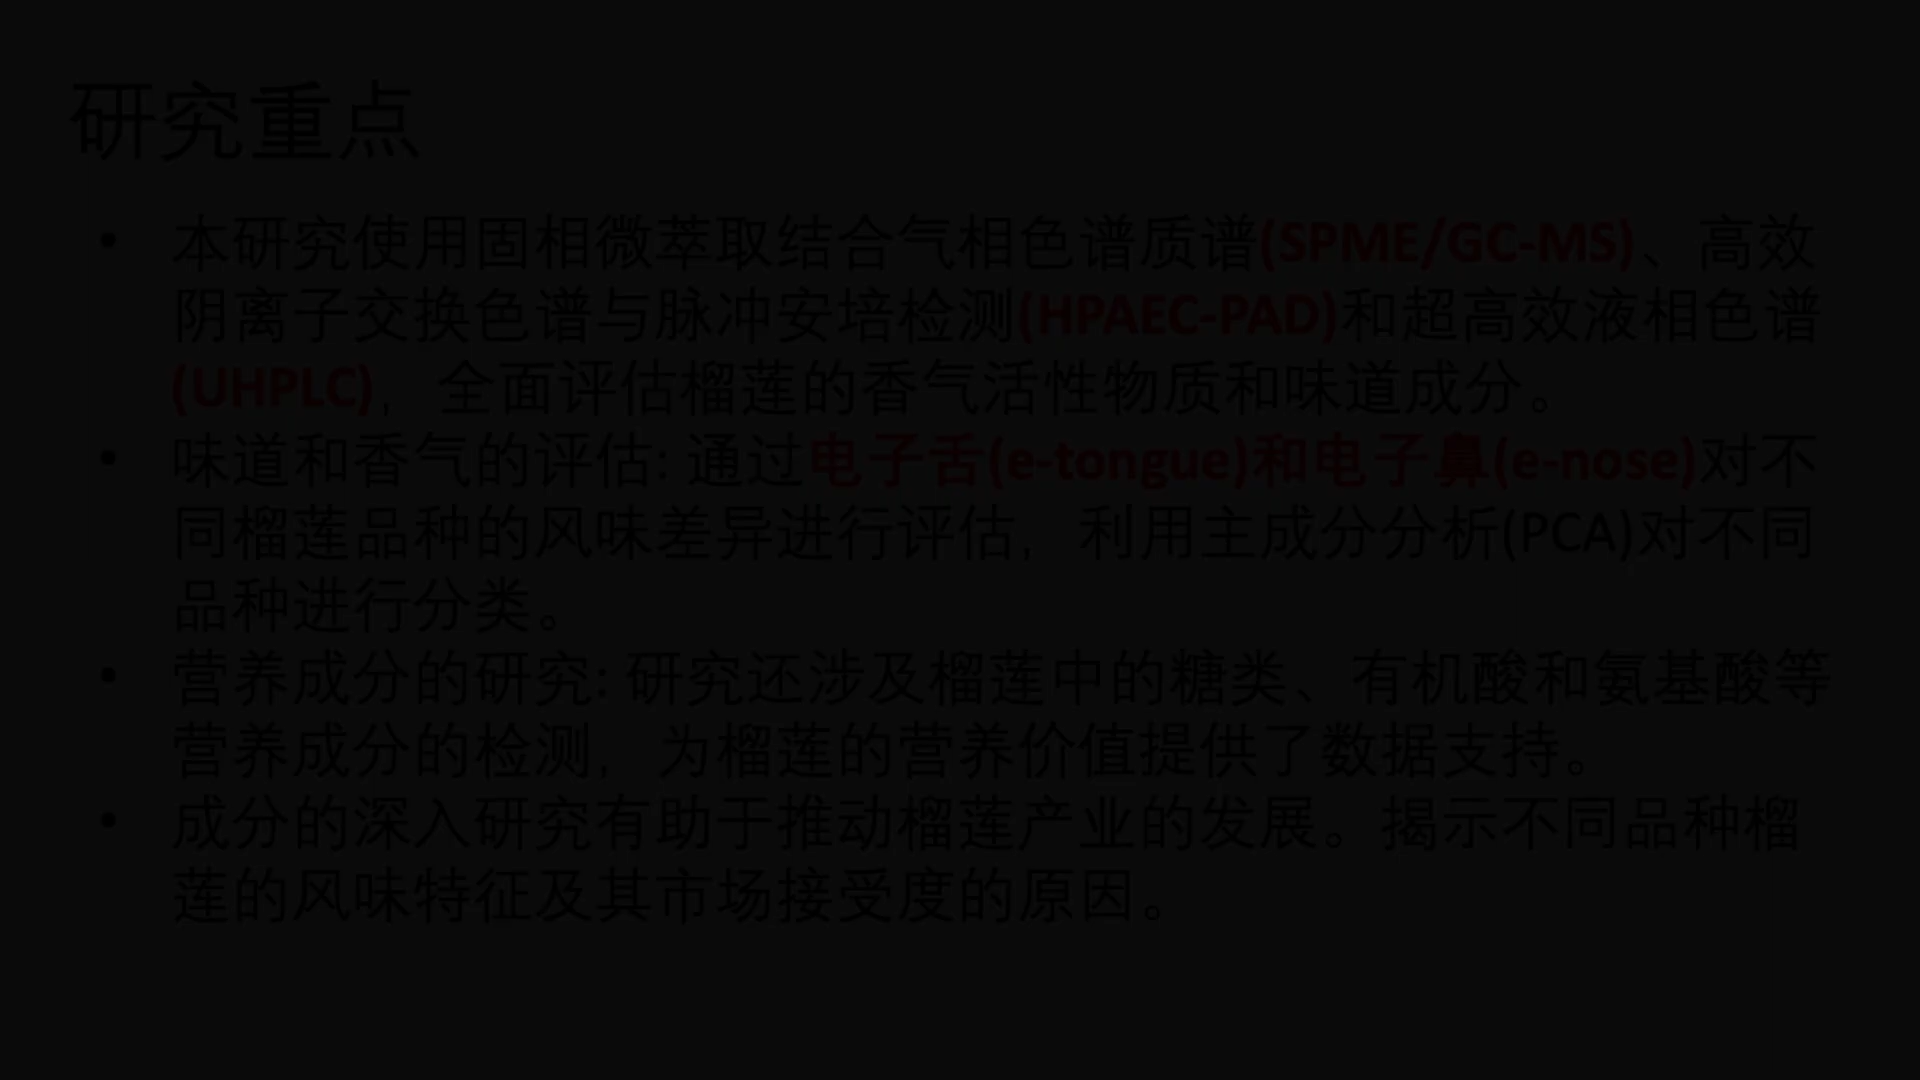 研究重点
• 本研究使用固相微萃取结合气相色谱质谱(SPME/GC-MS)、高效
阴离子交换色谱与脉冲安培检测(HPAEC-PAD)和超高效液相色谱
(UHPLC)，全面评估榴莲的香气活性物质和味道成分。
• 味道和香气的评估: 通过电子舌(e-tongue)和电子鼻(e-nose)对不
同榴莲品种的风味差异进行评估，利用主成分分析(PCA)对不同
品种进行分类。
• 营养成分的研究: 研究还涉及榴莲中的糖类、有机酸和氨基酸等
营养成分的检测，为榴莲的营养价值提供了数据支持。
• 成分的深入研究有助于推动榴莲产业的发展。揭示不同品种榴
莲的风味特征及其市场接受度的原因。